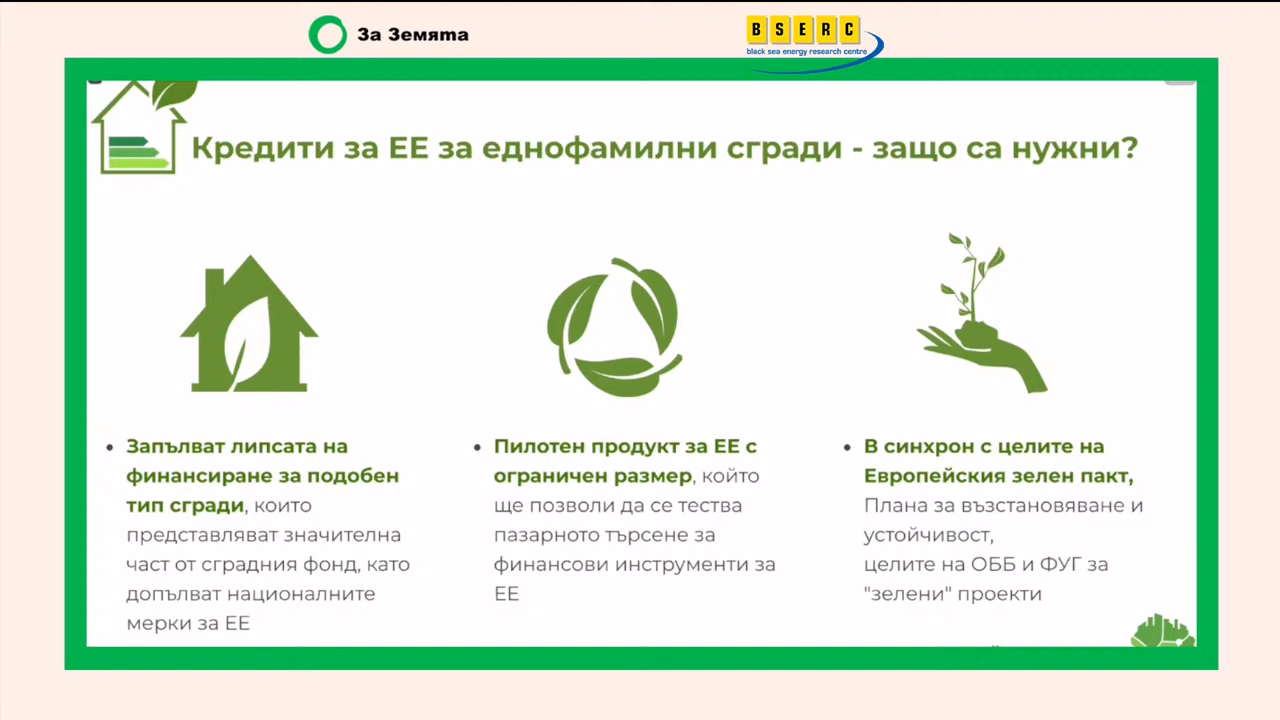 За Земята
BSERC
black sea energy research centre
Кредити за ЕЕ за еднофамилни сгради - защо са нужни?
• Запълват липсата на
финансиране за подобен
тип сгради, които
представляват значителна
част от сградния фонд, като
допълват националните
мерки за ЕЕ
• Пилотен продукт за ЕЕ с
ограничен размер, който
ще позволи да се тества
пазарното търсене за
финансови инструменти за
ЕЕ
• В синхрон с целите на
Европейския зелен пакт,
Плана за възстановяване и
устойчивост,
целите на ОББ и ФУГ за
"зелени" проекти